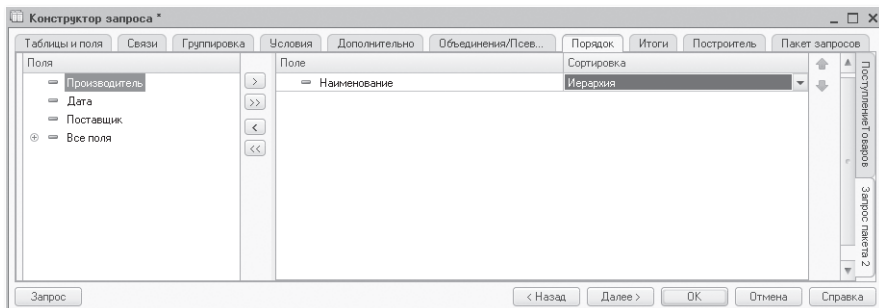 Конструктор запроса *
Таблицы и поля Связи Группировка Условия Дополнительно Объединения/Псев... Порядок Итоги Построитель Пакет запросов
Поля
Производитель
Дата
Поставщик
Все поля
> 
>>
<
<<
Поле Сортировка
Наименование Иерархия
ПоступлениеТоваров
Запрос пакета 2
Запрос < Назад Далее > OK Отмена Справка